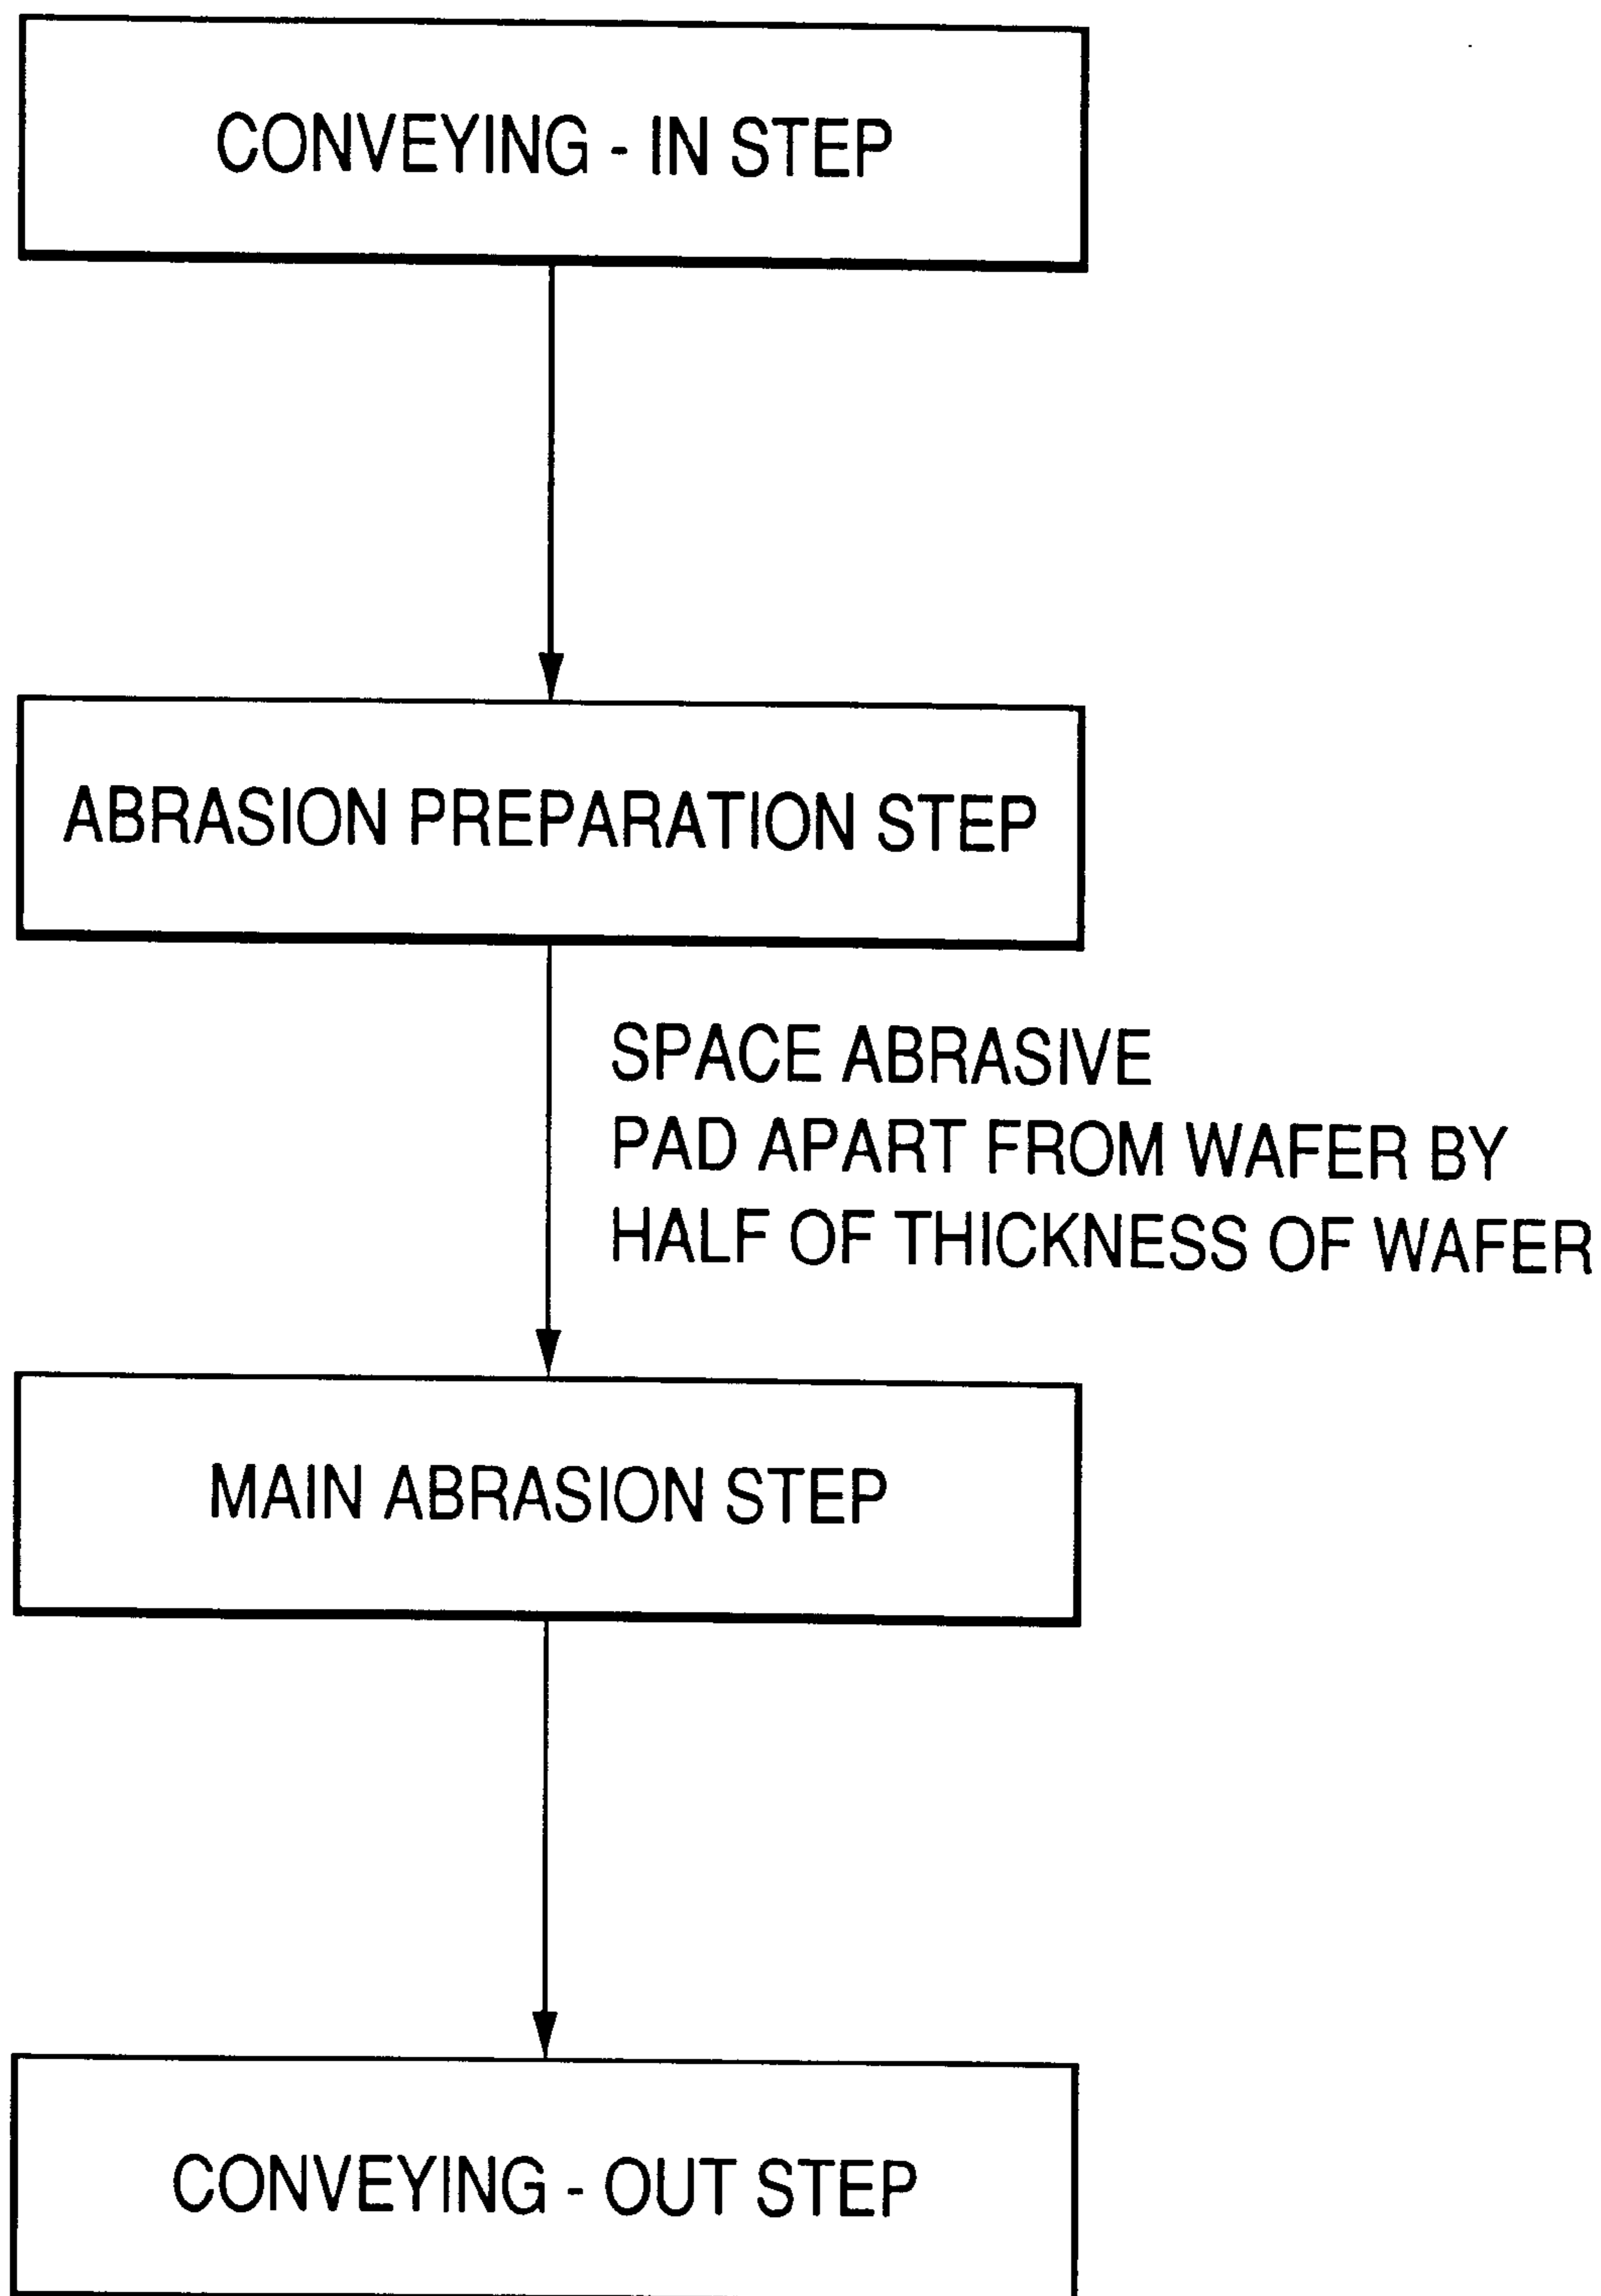 CONVEYING - IN STEP
ABRASION PREPARATION STEP
SPACE ABRASIVE
PAD APART FROM WAFER BY
HALF OF THICKNESS OF WAFER
MAIN ABRASION STEP
CONVEYING - OUT STEP